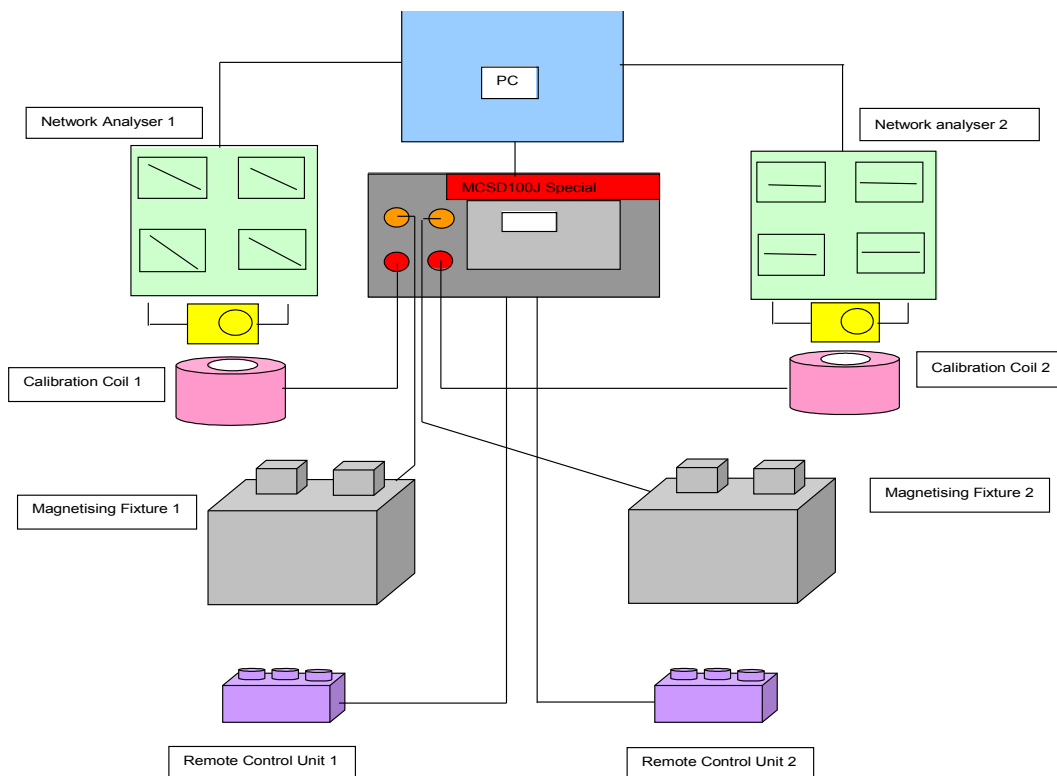 PC
Network Analyser 1
Network analyser 2
MCSD100J Special
Calibration Coil 1
Calibration Coil 2
Magnetising Fixture 1
Magnetising Fixture 2
Remote Control Unit 1
Remote Control Unit 2